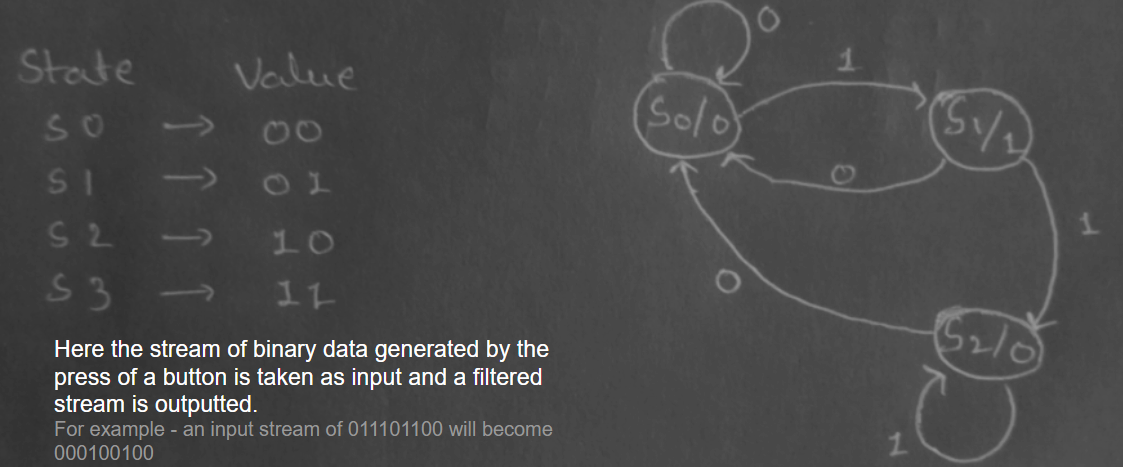 State Value
S0 → 00
S1 → 01
S2 → 10
S3 → 11
Here the stream of binary data generated by the
press of a button is taken as input and a filtered
stream is outputted.
For example - an input stream of 011101100 will become
000100100
0
1
S0/0
S1/1
0
1
0
S2/0
1